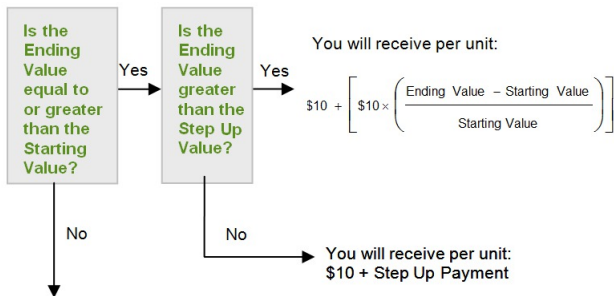 Is the
Ending
Value
equal to
or greater
than the
Starting
Value?
Yes
Is the
Ending
Value
greater
than the
Step Up
Value?
Yes
You will receive per unit:
$10 + [ $10 × ( Ending Value – Starting Value
Starting Value ) ]
No
No
You will receive per unit:
$10 + Step Up Payment